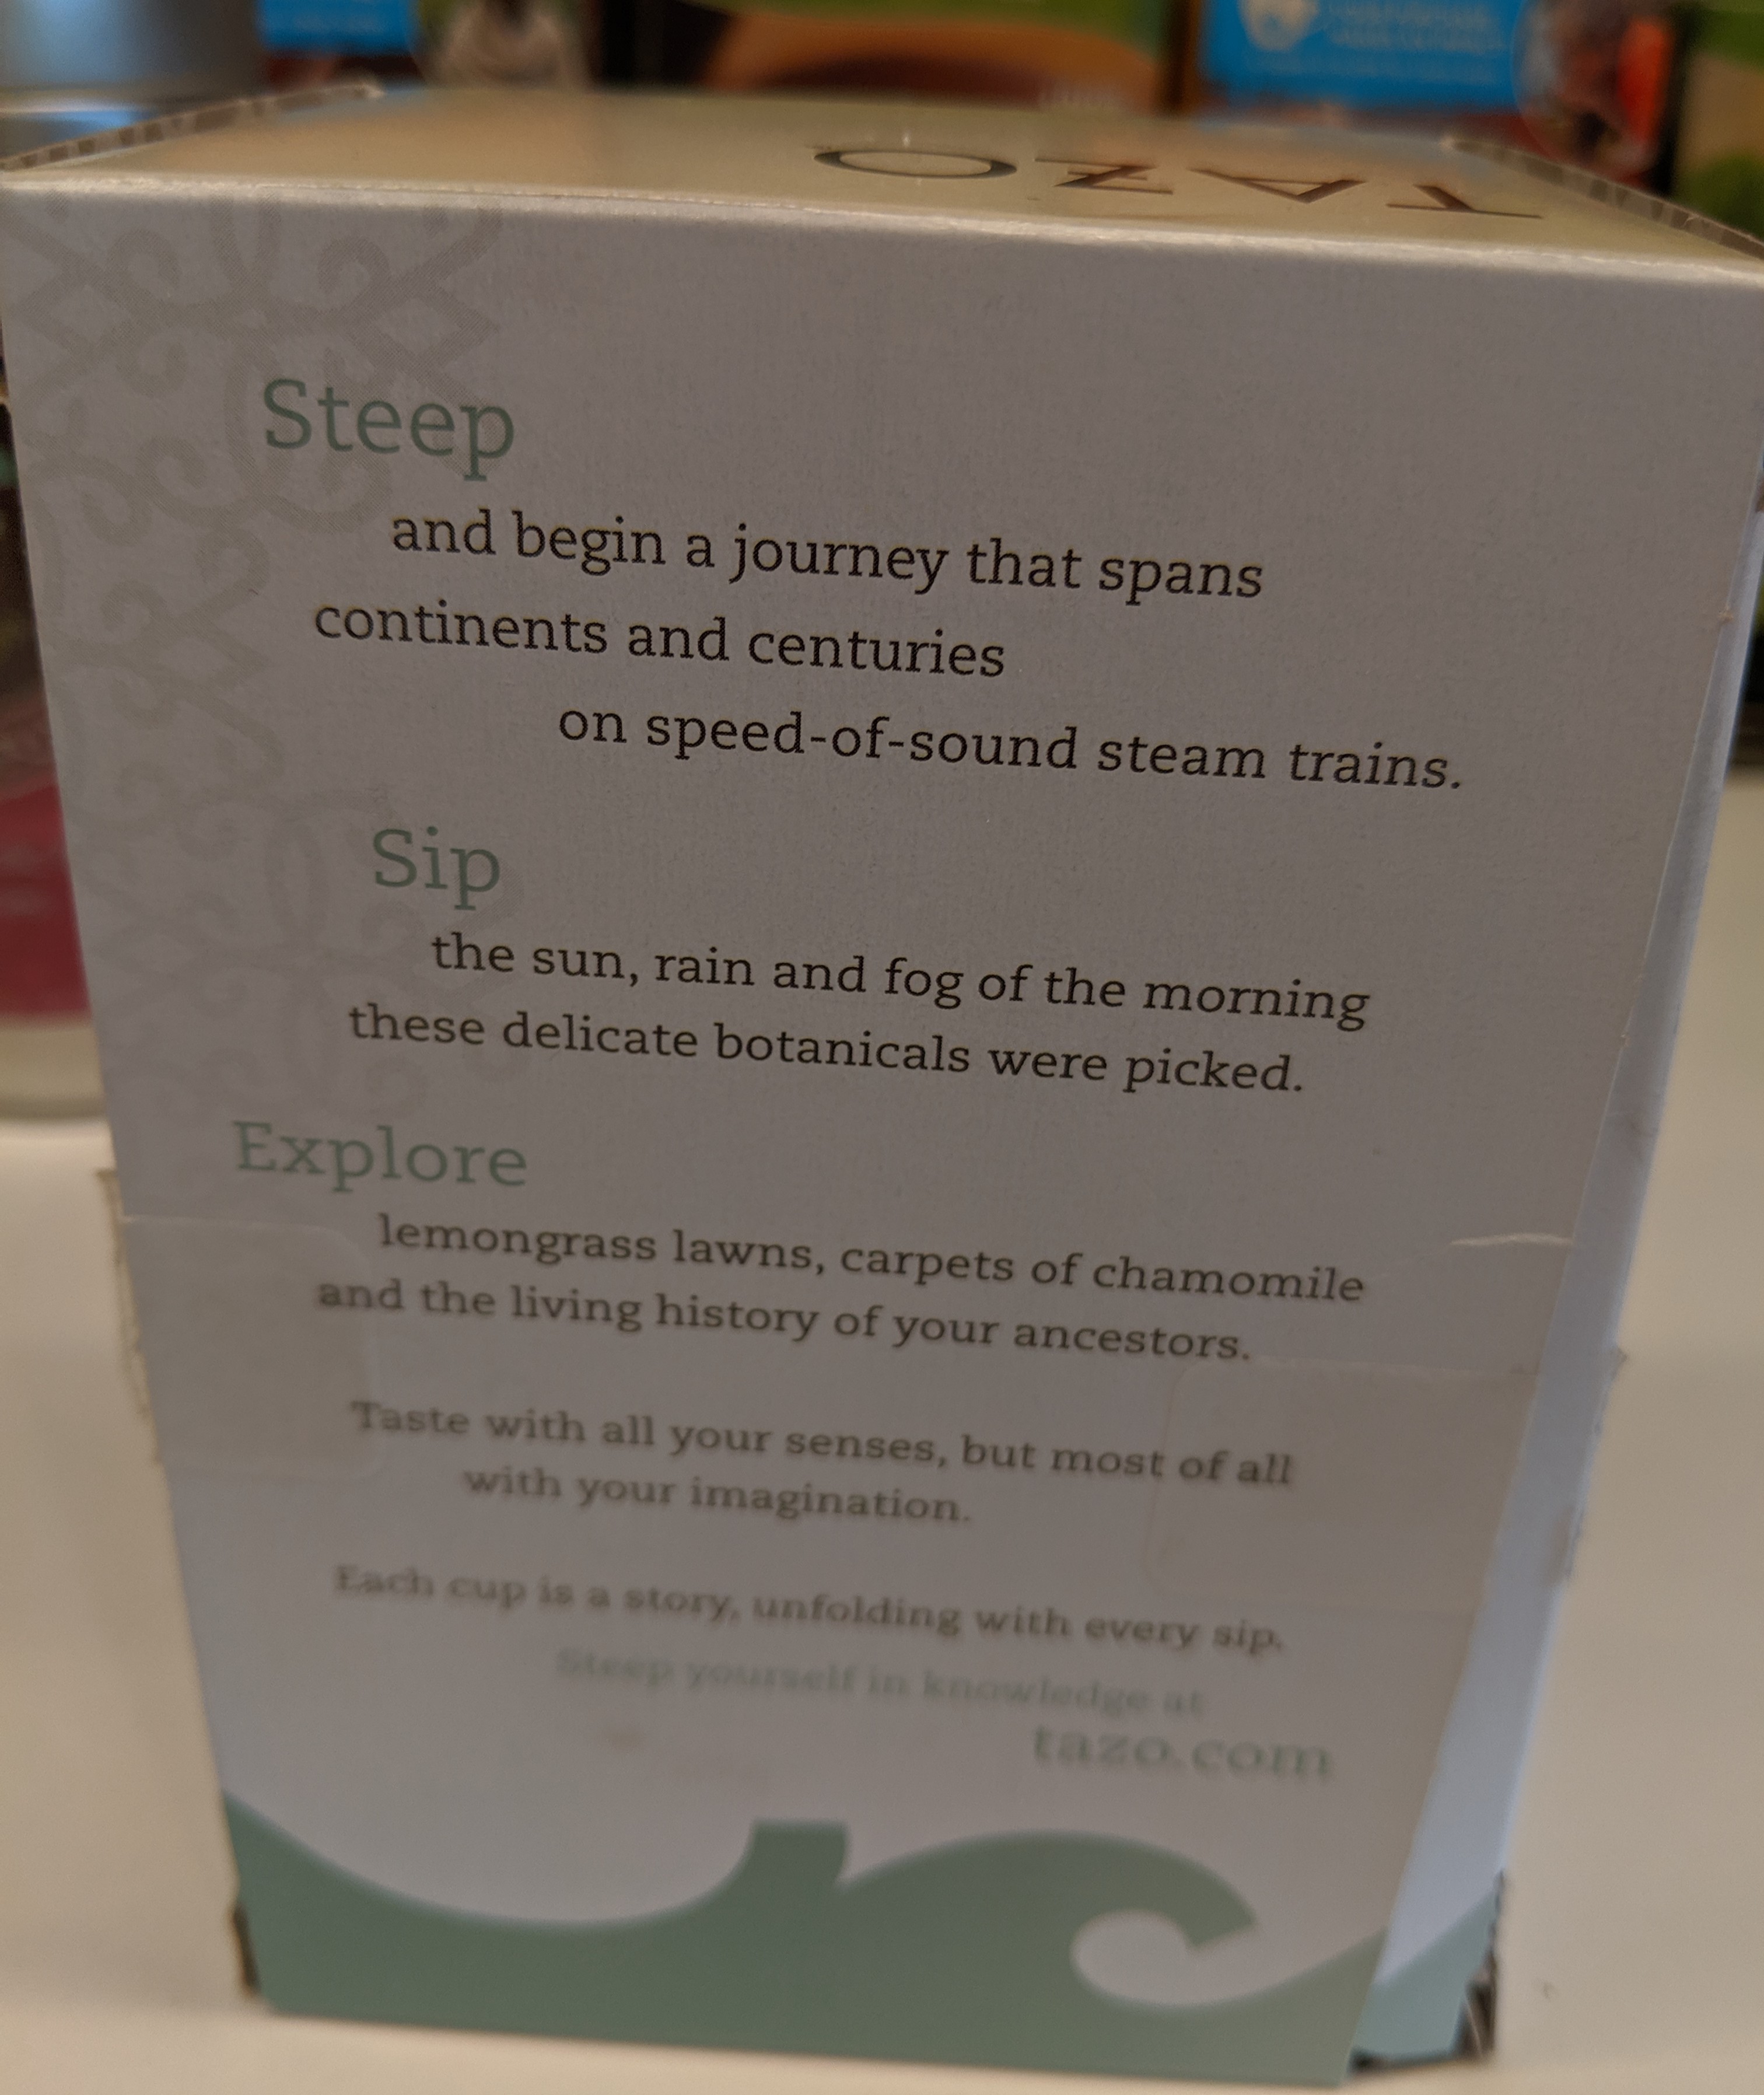 TAZO
Steep
and begin a journey that spans
continents and centuries
on speed-of-sound steam trains.
Sip
the sun, rain and fog of the morning
these delicate botanicals were picked.
Explore
lemongrass lawns, carpets of chamomile
and the living history of your ancestors.
Taste with all your senses, but most of all
with your imagination.
Each cup is a story, unfolding with every sip.
Steep yourself in knowledge at
tazo.com